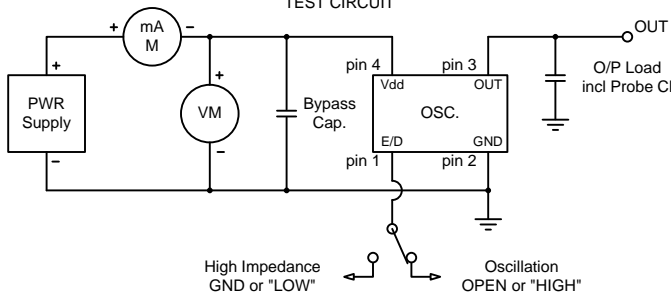 TEST CIRCUIT
+ mA M −
OUT
+ PWR Supply −
+ VM −
Bypass Cap.
pin 4
pin 3
Vdd
OUT
OSC.
E/D
GND
pin 1
pin 2
O/P Load
incl Probe
High Impedance
GND or "LOW"
Oscillation
OPEN or "HIGH"